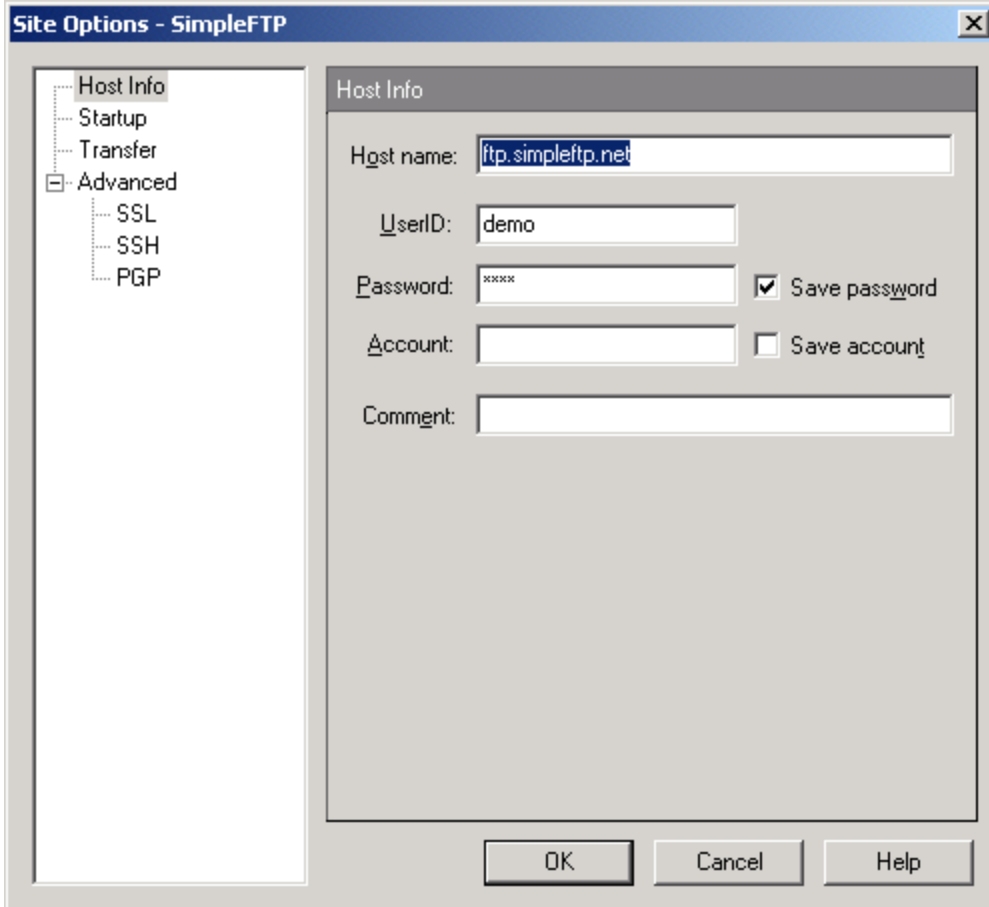 Site Options - SimpleFTP
Host Info
Startup
Transfer
Advanced
SSL
SSH
PGP
Host Info
Host name: ftp.simpleftp.net
UserID: demo
Password: **** Save password
Account: Save account
Comment:
OK Cancel Help